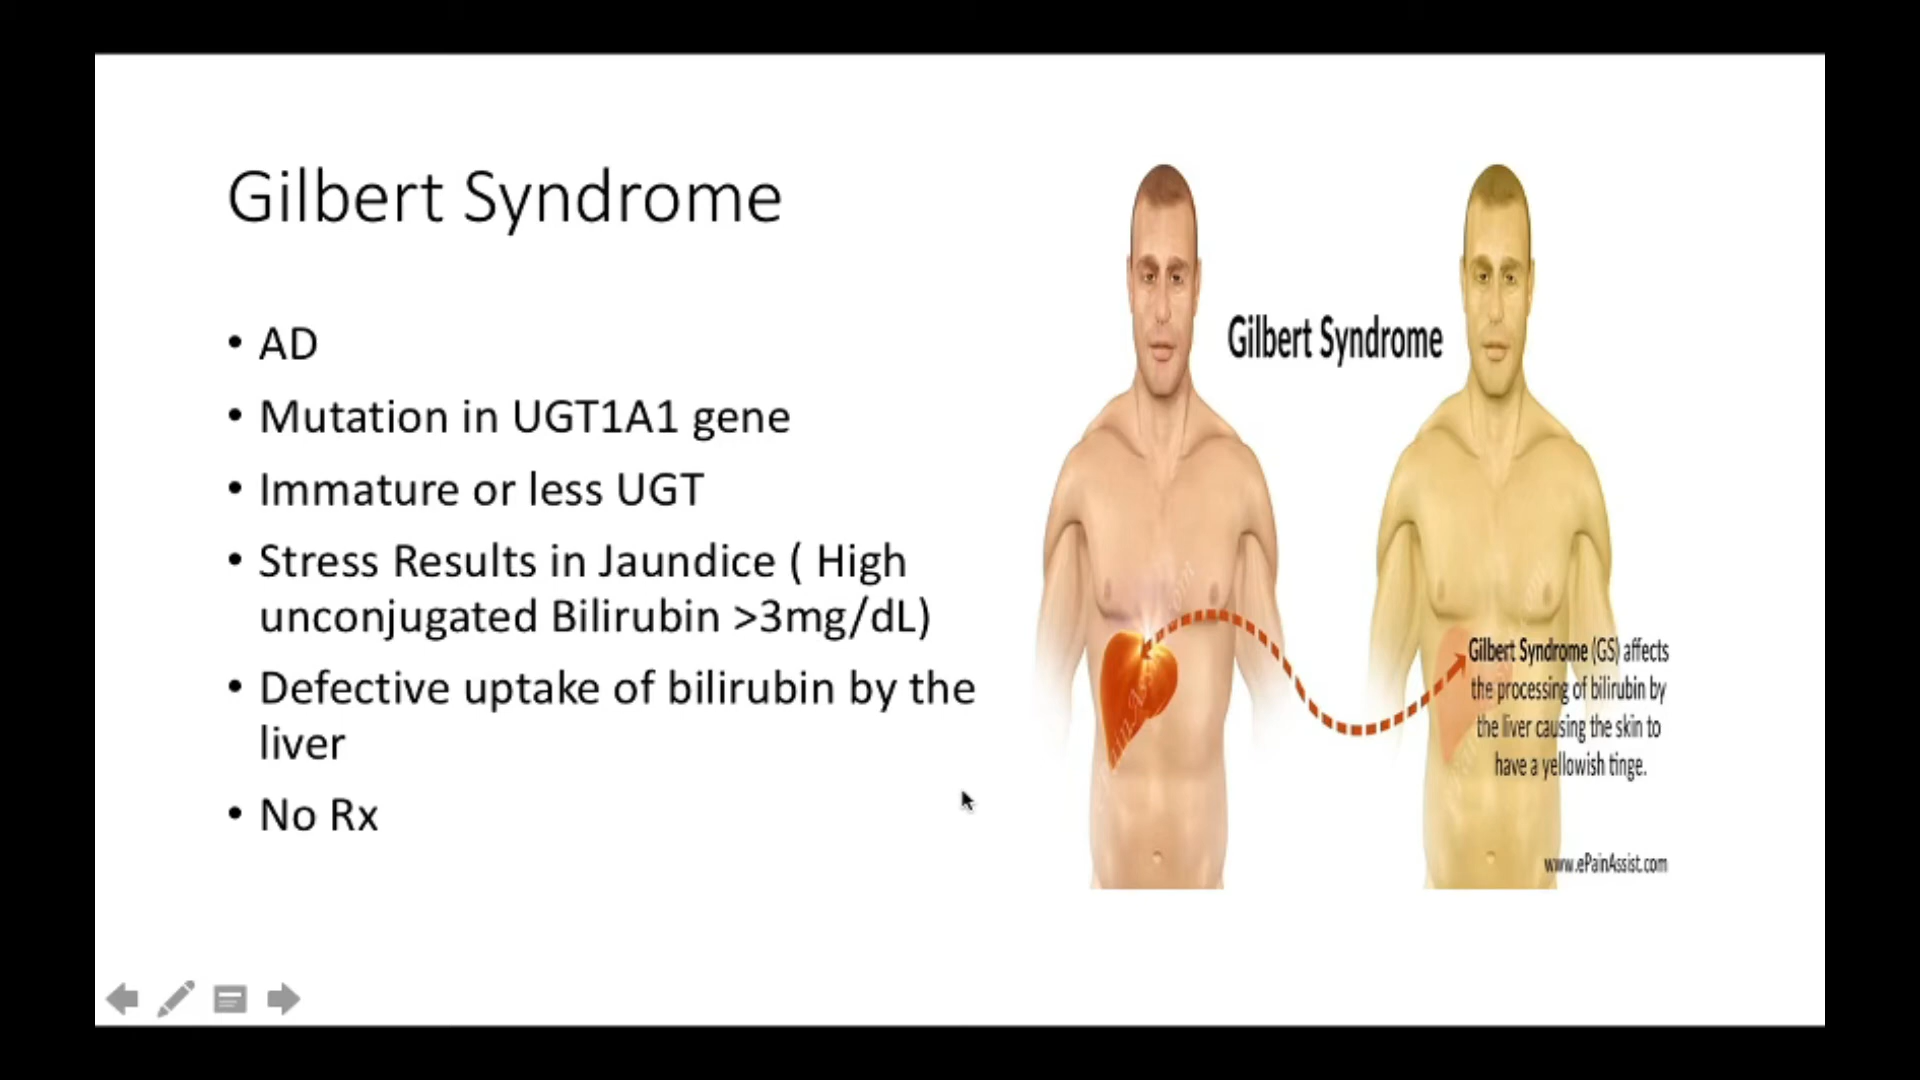 Gilbert Syndrome
• AD
• Mutation in UGT1A1 gene
• Immature or less UGT
• Stress Results in Jaundice ( High
unconjugated Bilirubin >3mg/dL)
• Defective uptake of bilirubin by the
liver
• No Rx
Gilbert Syndrome
Gilbert Syndrome (GS) affects
the processing of bilirubin by
the liver causing the skin to
have a yellowish tinge.
www.ePainAssist.com